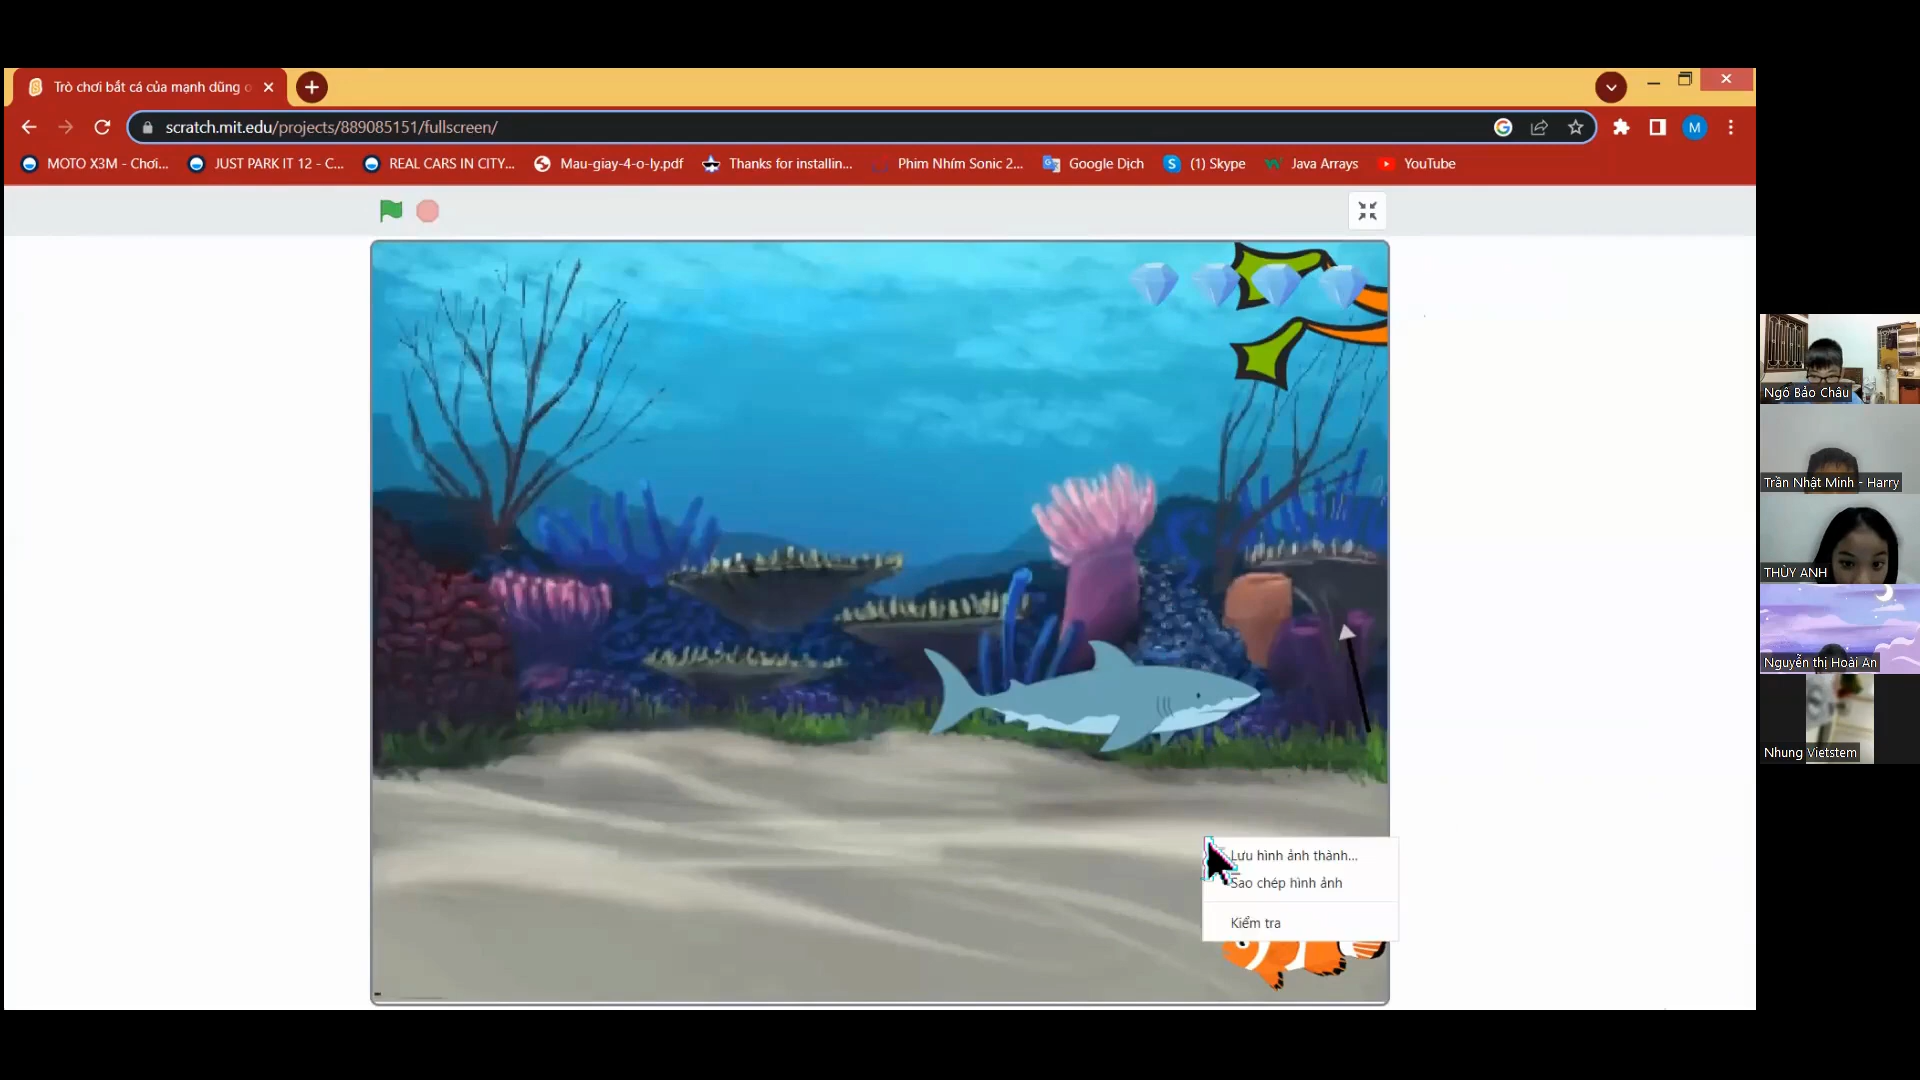 Trò chơi bắt cá của mạnh dũng
scratch.mit.edu/projects/889085151/fullscreen/
M
MOTO X3M - Chơi... JUST PARK IT 12 - C... REAL CARS IN CITY... Mau-giay-4-o-ly.pdf Thanks for installin... Phim Nhím Sonic 2... Google Dịch (1) Skype Java Arrays YouTube
Lưu hình ảnh thành...
Sao chép hình ảnh
Kiểm tra
Ngô Bảo Châu
Trần Nhật Minh - Harry
THÙY ANH
Nguyễn thị Hoài An
Nhung Vietstem